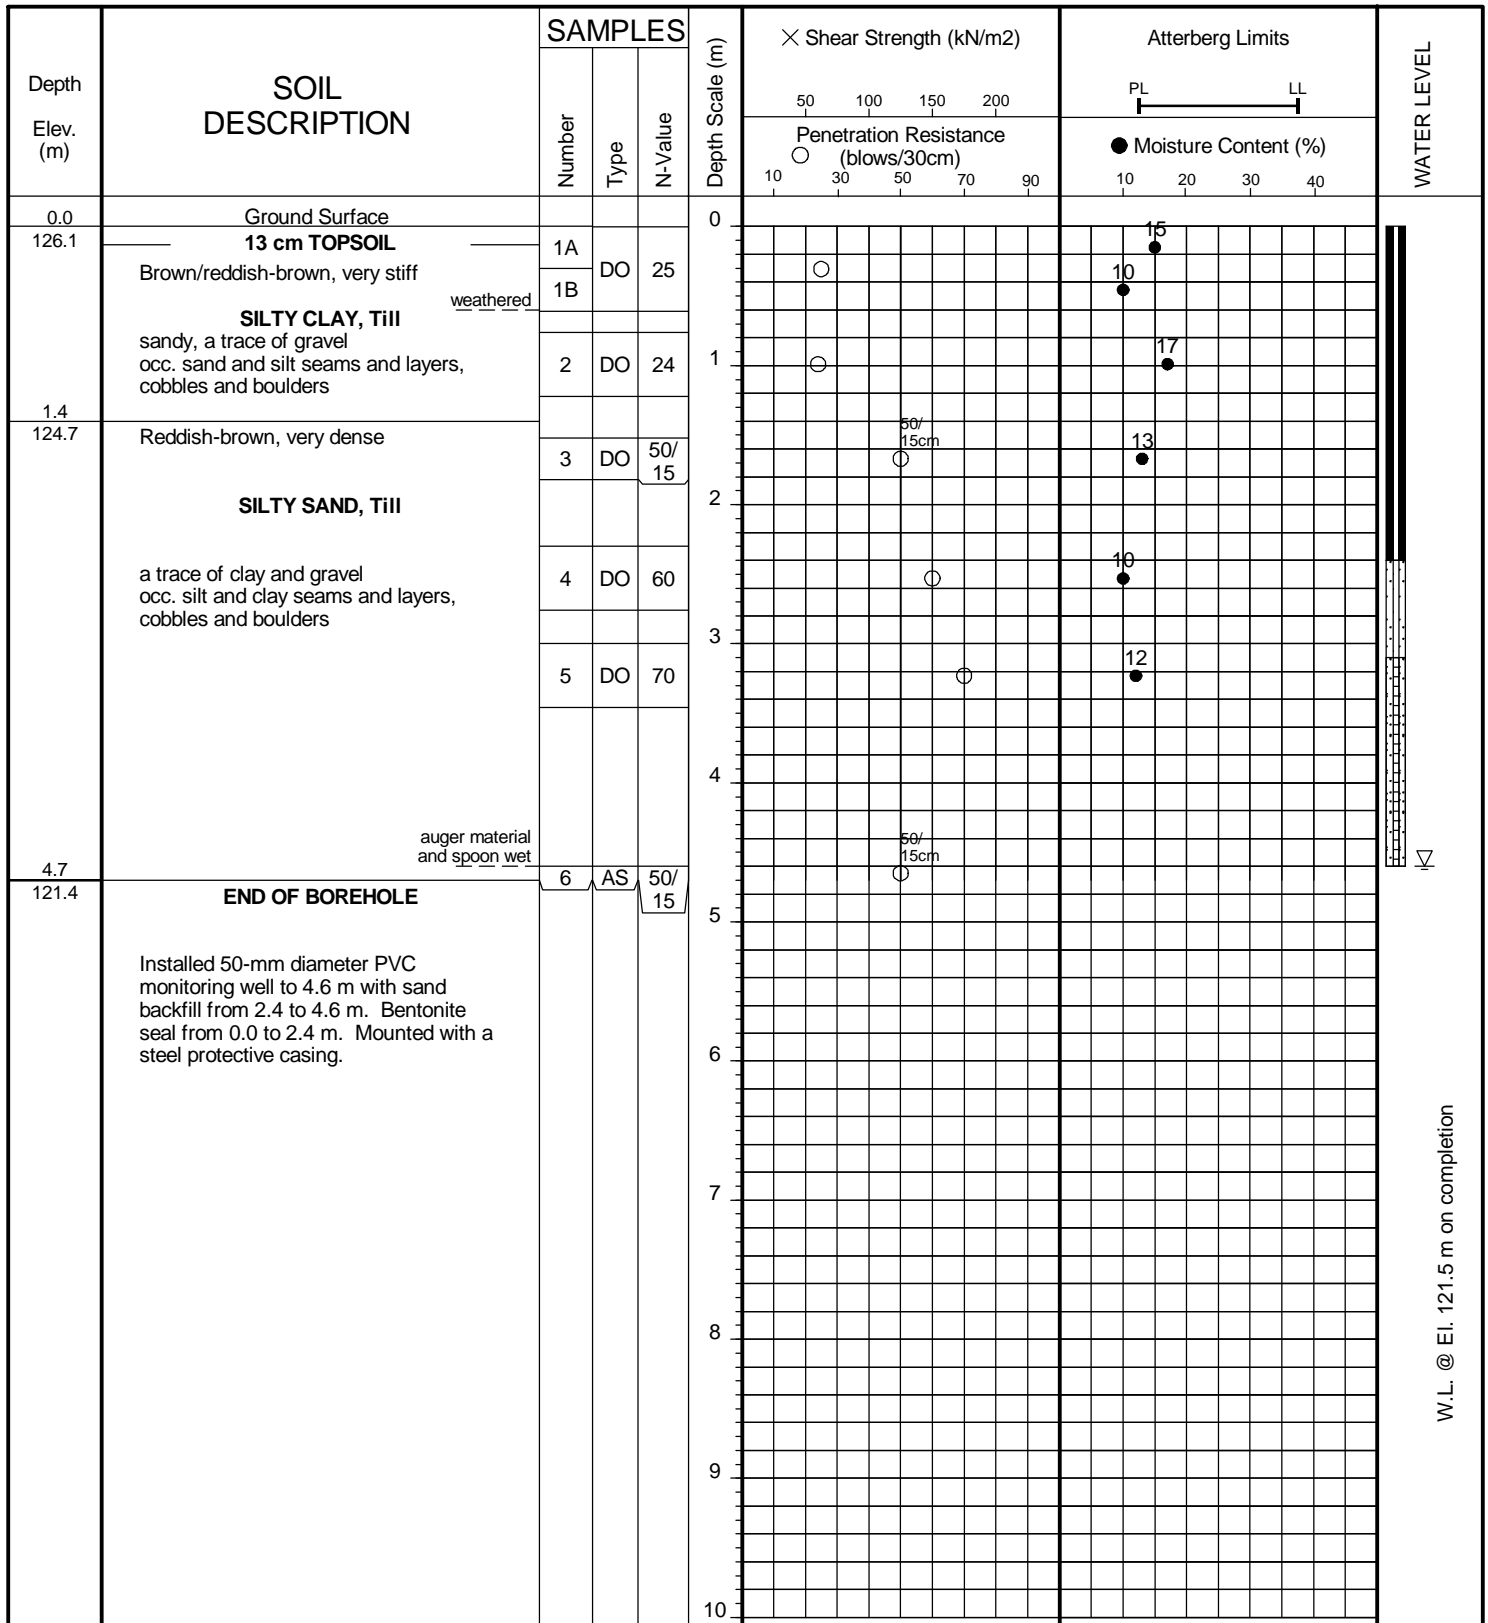 Depth
Elev.
(m)
SOIL
DESCRIPTION
SAMPLES
Number
Type
N-Value
Depth Scale (m)
× Shear Strength (kN/m2)
50 100 150 200
Penetration Resistance
(blows/30cm)
10 30 50 70 90
Atterberg Limits
PL LL
Moisture Content (%)
10 20 30 40
WATER LEVEL
0.0 Ground Surface 0
126.1 13 cm TOPSOIL 1A 15
Brown/reddish-brown, very stiff DO 25
1B 10
weathered
SILTY CLAY, Till
sandy, a trace of gravel
occ. sand and silt seams and layers,
cobbles and boulders
2 DO 24 1 17
1.4
124.7 Reddish-brown, very dense
3 DO 50/
15
50/
15cm
13
SILTY SAND, Till
2
a trace of clay and gravel
occ. silt and clay seams and layers,
cobbles and boulders
4 DO 60 10
3
5 DO 70 12
4
auger material
and spoon wet
50/
15cm
4.7
121.4 END OF BOREHOLE
6 AS 50/
15
5
Installed 50-mm diameter PVC
monitoring well to 4.6 m with sand
backfill from 2.4 to 4.6 m. Bentonite
seal from 0.0 to 2.4 m. Mounted with a
steel protective casing.
6
7
8
9
10
W.L. @ El. 121.5 m on completion